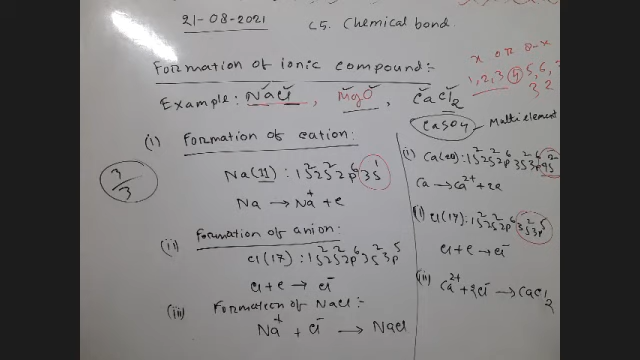 21-08-2021 C5. Chemical bond.
Formation of ionic compound:-
x or 8-x
1,2,3 4 5,6,7
3 2
Example: NaCl, MgO, CaCl2
CaSO4 Multielement
(i) Formation of cation:
Na(11): 1s² 2s² 2p⁶ 3s¹
Na → Na⁺ + e
(ii) Formation of anion:
Cl(17): 1s² 2s² 2p⁶ 3s² 3p⁵
Cl + e → Cl⁻
(iii) Formation of NaCl:-
Na⁺ + Cl⁻ → NaCl
(i) Ca(20): 1s² 2s² 2p⁶ 3s² 3p⁶ 4s²
Ca → Ca²⁺ + 2e
(ii) Cl(17): 1s² 2s² 2p⁶ 3s² 3p⁵
Cl + e → Cl⁻
(iii) Ca²⁺ + 2Cl⁻ → CaCl2